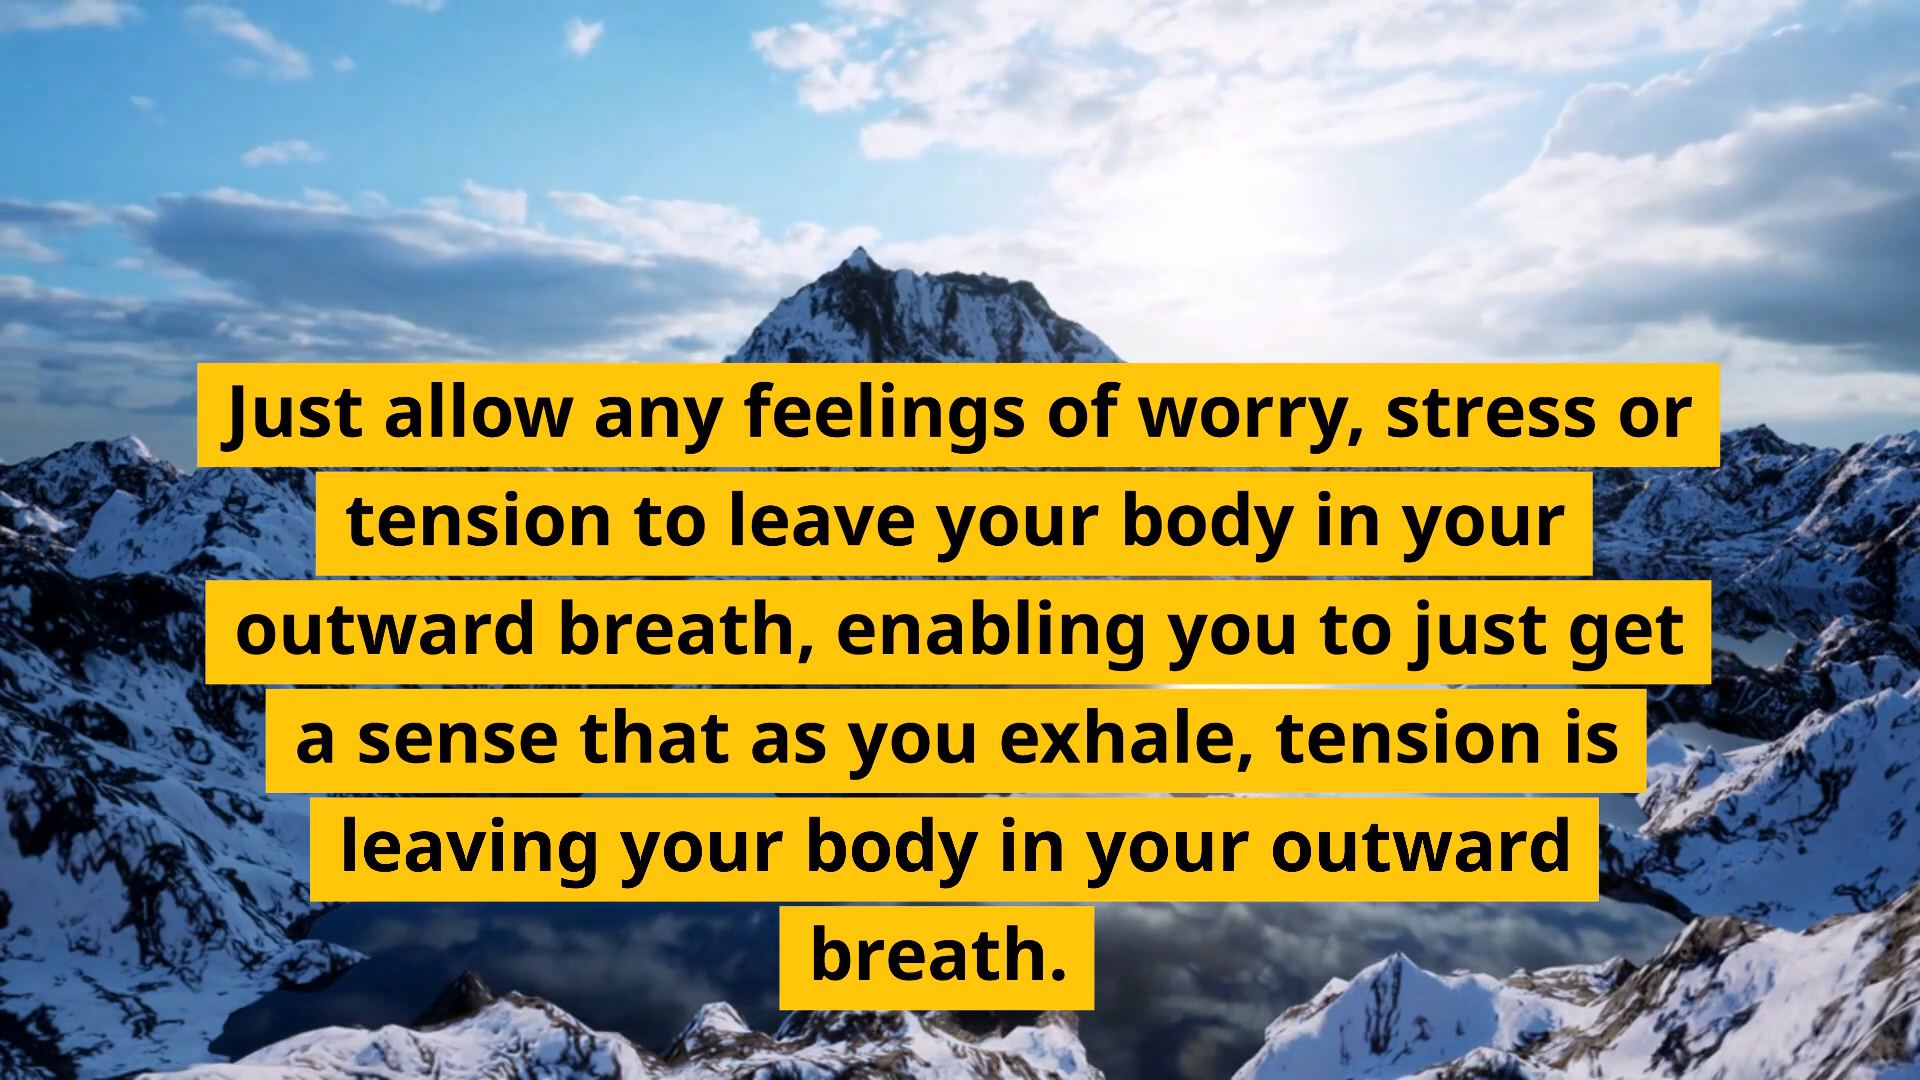 Just allow any feelings of worry, stress or
tension to leave your body in your
outward breath, enabling you to just get
a sense that as you exhale, tension is
leaving your body in your outward
breath.